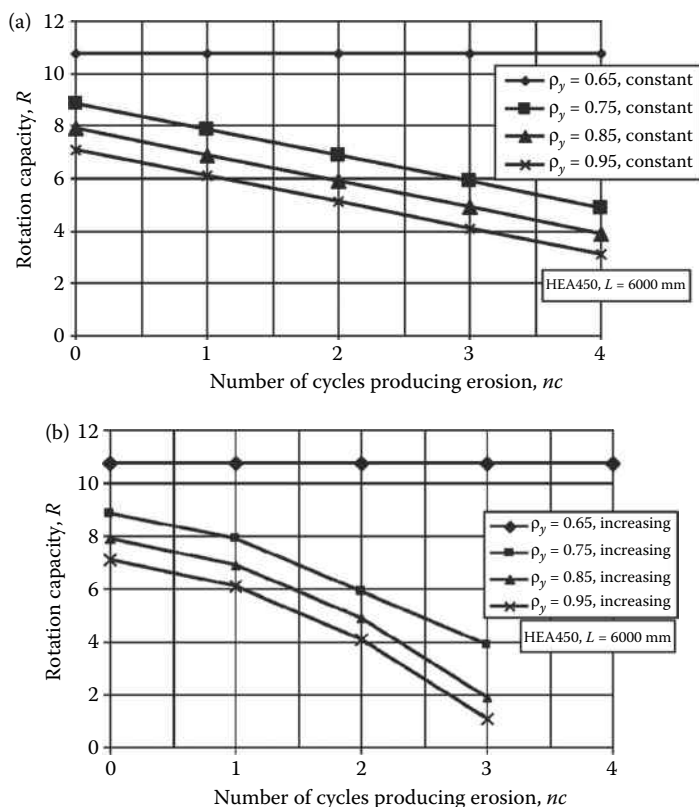 (a)
12
10
8
6
4
2
0
Rotation capacity, R
ρy = 0.65, constant
ρy = 0.75, constant
ρy = 0.85, constant
ρy = 0.95, constant
HEA450, L = 6000 mm
0 1 2 3 4
Number of cycles producing erosion, nc
(b)
12
10
8
6
4
2
0
Rotation capacity, R
ρy = 0.65, increasing
ρy = 0.75, increasing
ρy = 0.85, increasing
ρy = 0.95, increasing
HEA450, L = 6000 mm
0 1 2 3 4
Number of cycles producing erosion, nc